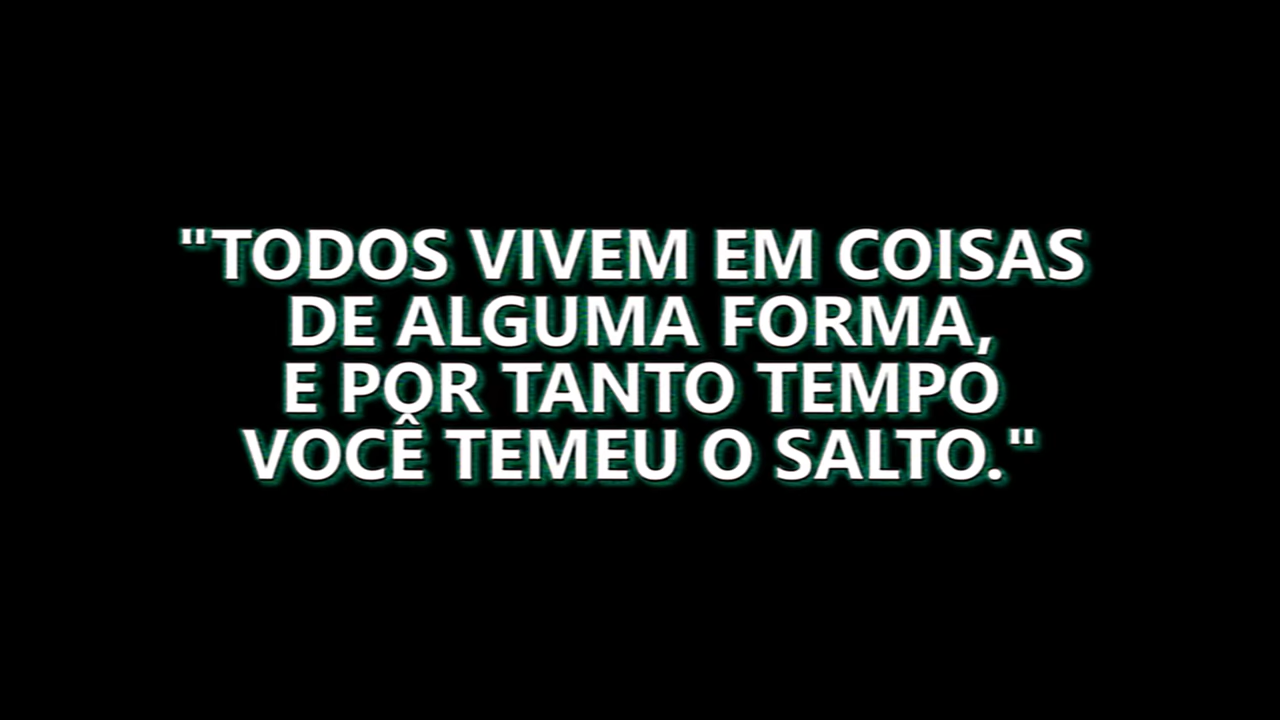 "TODOS VIVEM EM COISAS
DE ALGUMA FORMA,
E POR TANTO TEMPO
VOCÊ TEMEU O SALTO."